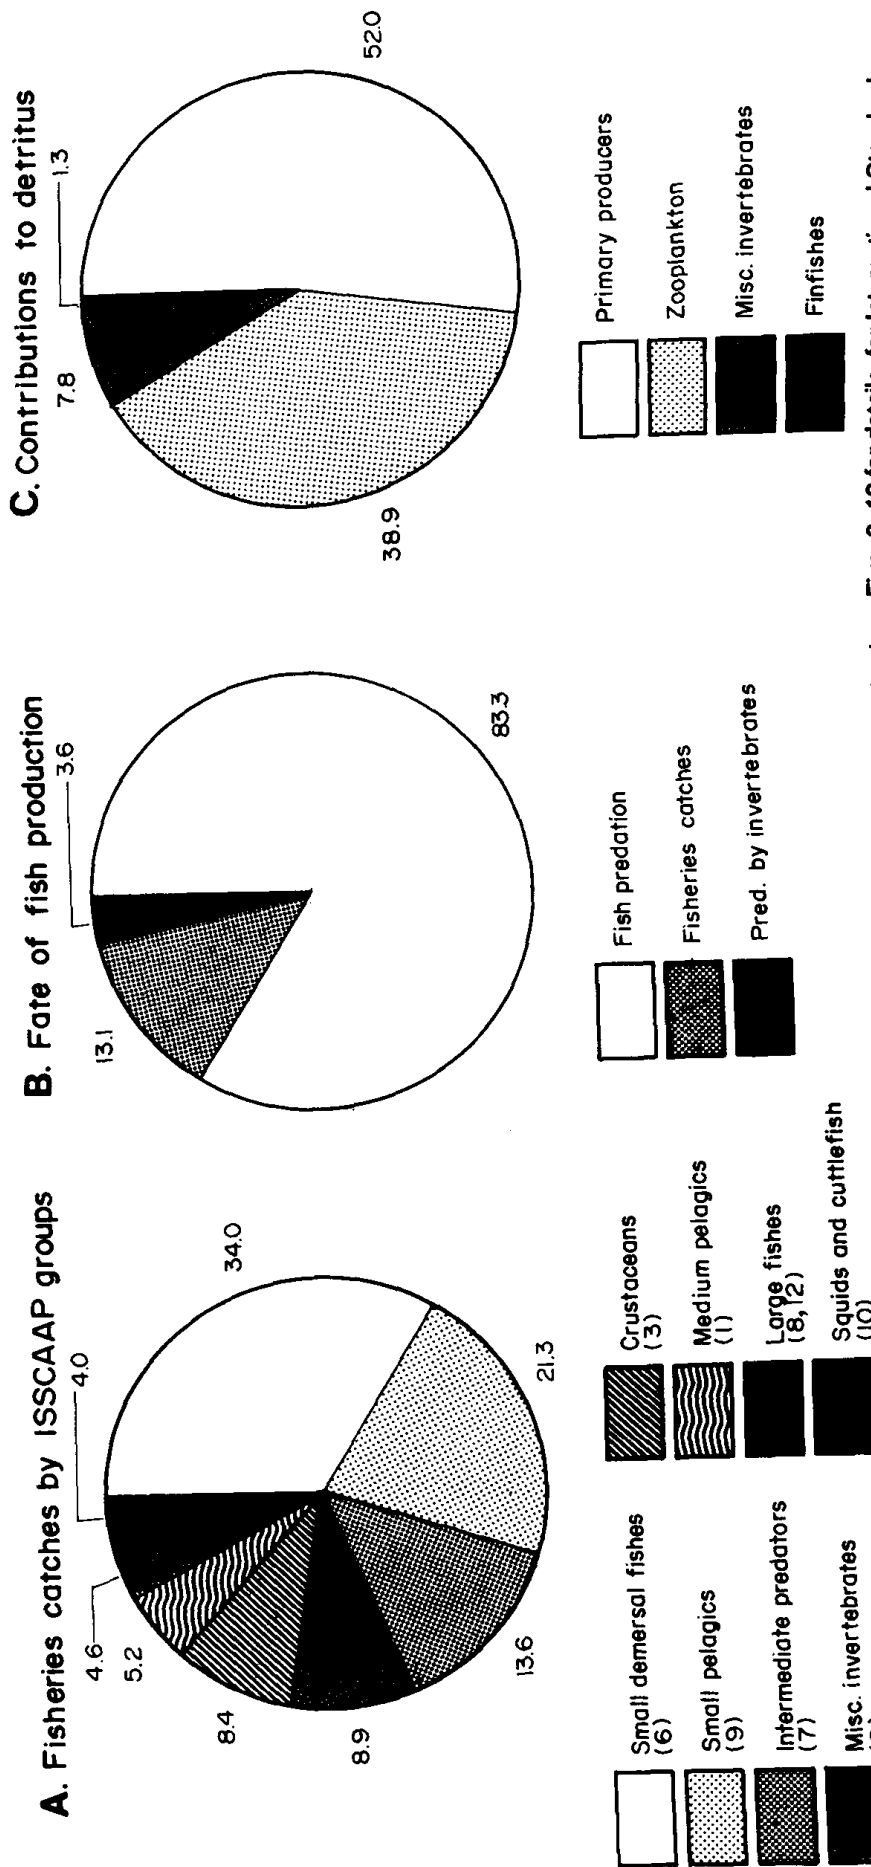 A. Fisheries catches by ISSCAAP groups
4.0
4.6
5.2
8.4
8.9
13.6
21.3
34.0
Small demersal fishes
(6)
Small pelagics
(9)
Intermediate predators
(7)
Misc. invertebrates
Crustaceans
(3)
Medium pelagics
(1)
Large fishes
(8,12)
Squids and cuttlefish
(10)
B. Fate of fish production
3.6
13.1
83.3
Fish predation
Fisheries catches
Pred. by invertebrates
C. Contributions to detritus
1.3
7.8
38.9
52.0
Primary producers
Zooplankton
Misc. invertebrates
Finfishes
for details, for